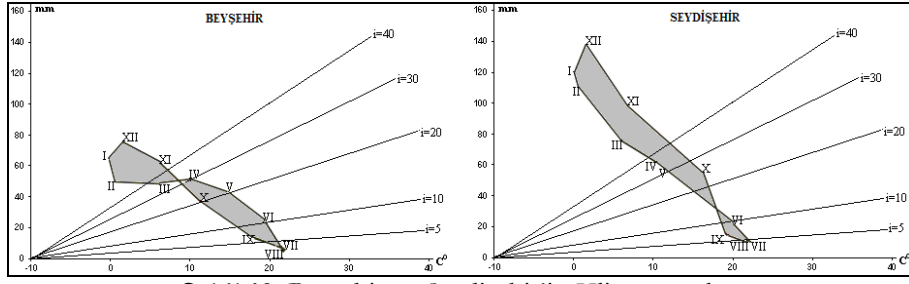 mm
BEYŞEHİR
160
140
120
100
80
60
40
20
0
-10
0
10
20
30
40
C⁰
i=40
i=30
i=20
i=10
i=5
I
II
III
IV
V
VI
VII
VIII
IX
X
XI
XII
mm
SEYDİŞEHİR
160
140
120
100
80
60
40
20
0
-10
0
10
20
30
40
C⁰
i=40
i=30
i=20
i=10
i=5
I
II
III
IV
V
VI
VII
VIII
IX
X
XI
XII